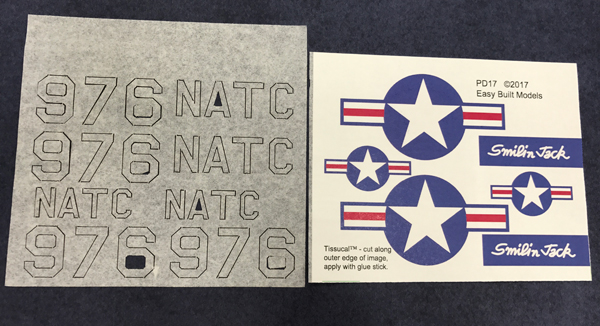 976 NATC
976 NATC
NATC NATC
976 976
PD17 ©2017
Easy Built Models
Smilin Jack
Smilin Jack
Tissucal™ - cut along
outer edge of image,
apply with glue stick.